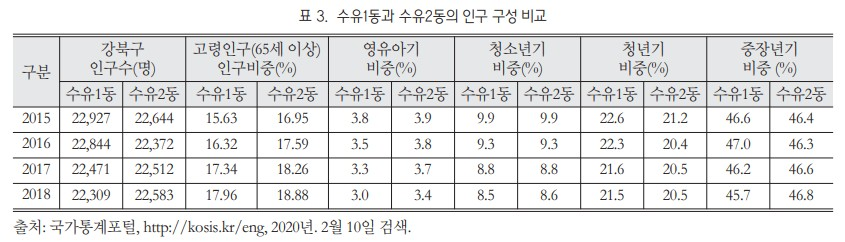 표 3. 수유1동과 수유2동의 인구 구성 비교
구분 강북구 인구수(명) 고령인구(65세 이상) 인구비중(%) 영유아기 비중(%) 청소년기 비중(%) 청년기 비중(%) 중장년기 비중 (%)
수유1동 수유2동 수유1동 수유2동 수유1동 수유2동 수유1동 수유2동 수유1동 수유2동 수유1동 수유2동
2015 22,927 22,644 15.63 16.95 3.8 3.9 9.9 9.9 22.6 21.2 46.6 46.4
2016 22,844 22,372 16.32 17.59 3.5 3.8 9.3 9.3 22.3 20.4 47.0 46.3
2017 22,471 22,512 17.34 18.26 3.3 3.7 8.8 8.8 21.6 20.5 46.2 46.6
2018 22,309 22,583 17.96 18.88 3.0 3.4 8.5 8.6 21.5 20.5 45.7 46.8
출처: 국가통계포털, http://kosis.kr/eng, 2020년. 2월 10일 검색.